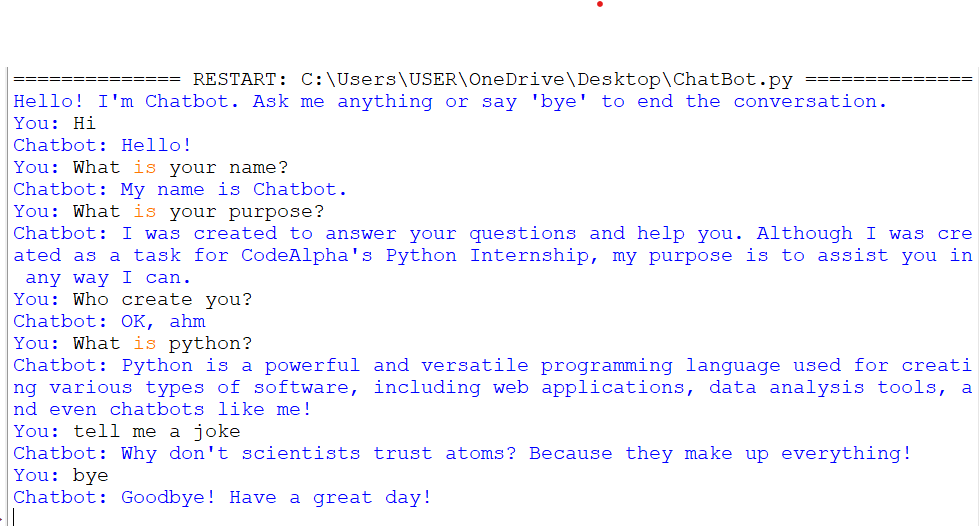 ============== RESTART: C:\Users\USER\OneDrive\Desktop\ChatBot.py ==============
Hello! I'm Chatbot. Ask me anything or say 'bye' to end the conversation.
You: Hi
Chatbot: Hello!
You: What is your name?
Chatbot: My name is Chatbot.
You: What is your purpose?
Chatbot: I was created to answer your questions and help you. Although I was cre
ated as a task for CodeAlpha's Python Internship, my purpose is to assist you in
 any way I can.
You: Who create you?
Chatbot: OK, ahm
You: What is python?
Chatbot: Python is a powerful and versatile programming language used for creati
ng various types of software, including web applications, data analysis tools, a
nd even chatbots like me!
You: tell me a joke
Chatbot: Why don't scientists trust atoms? Because they make up everything!
You: bye
Chatbot: Goodbye! Have a great day!